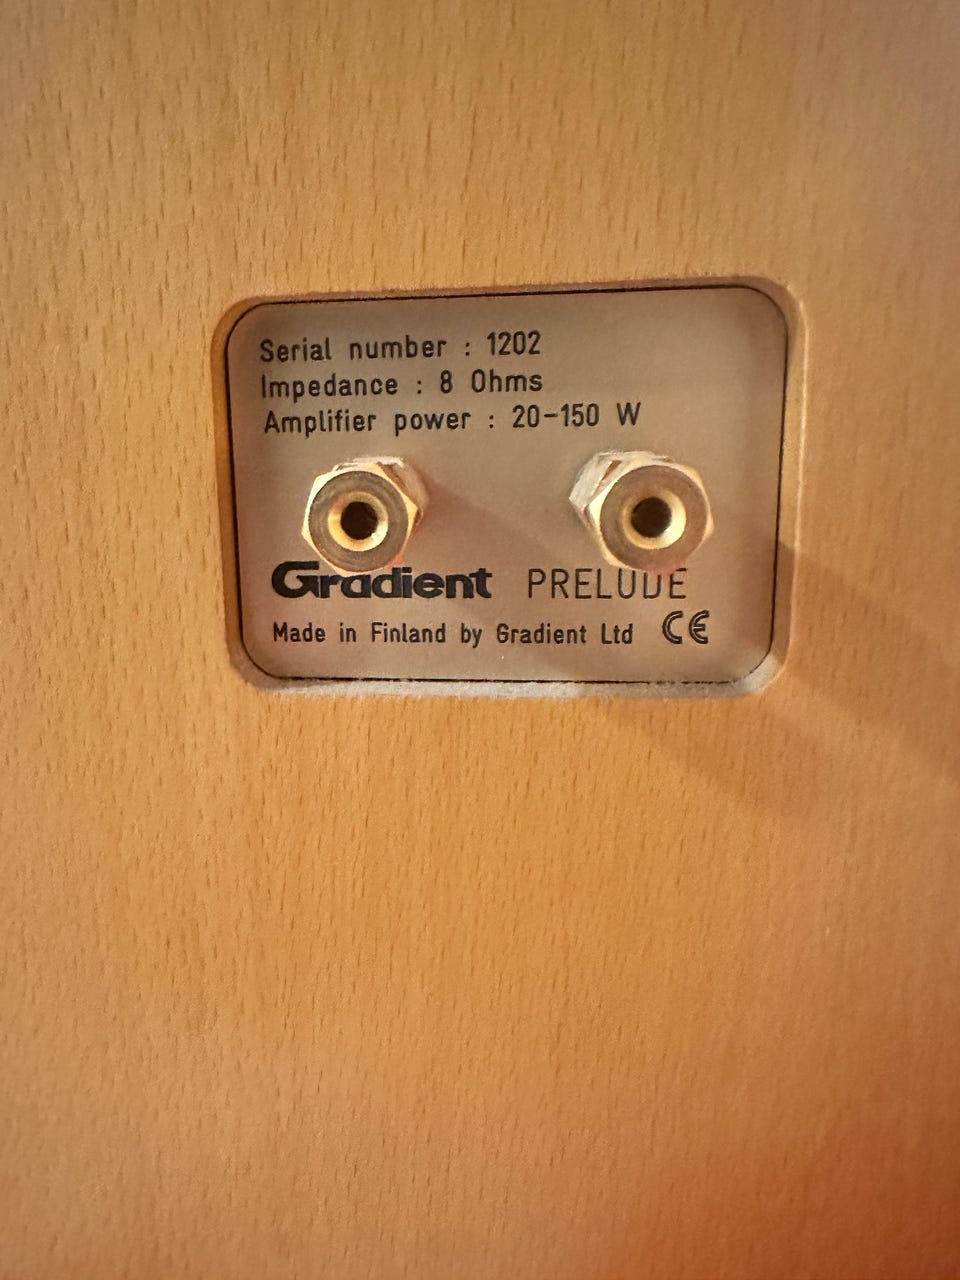 Serial number : 1202
Impedance : 8 Ohms
Amplifier power : 20-150 W
Gradient PRELUDE
Made in Finland by Gradient Ltd CE